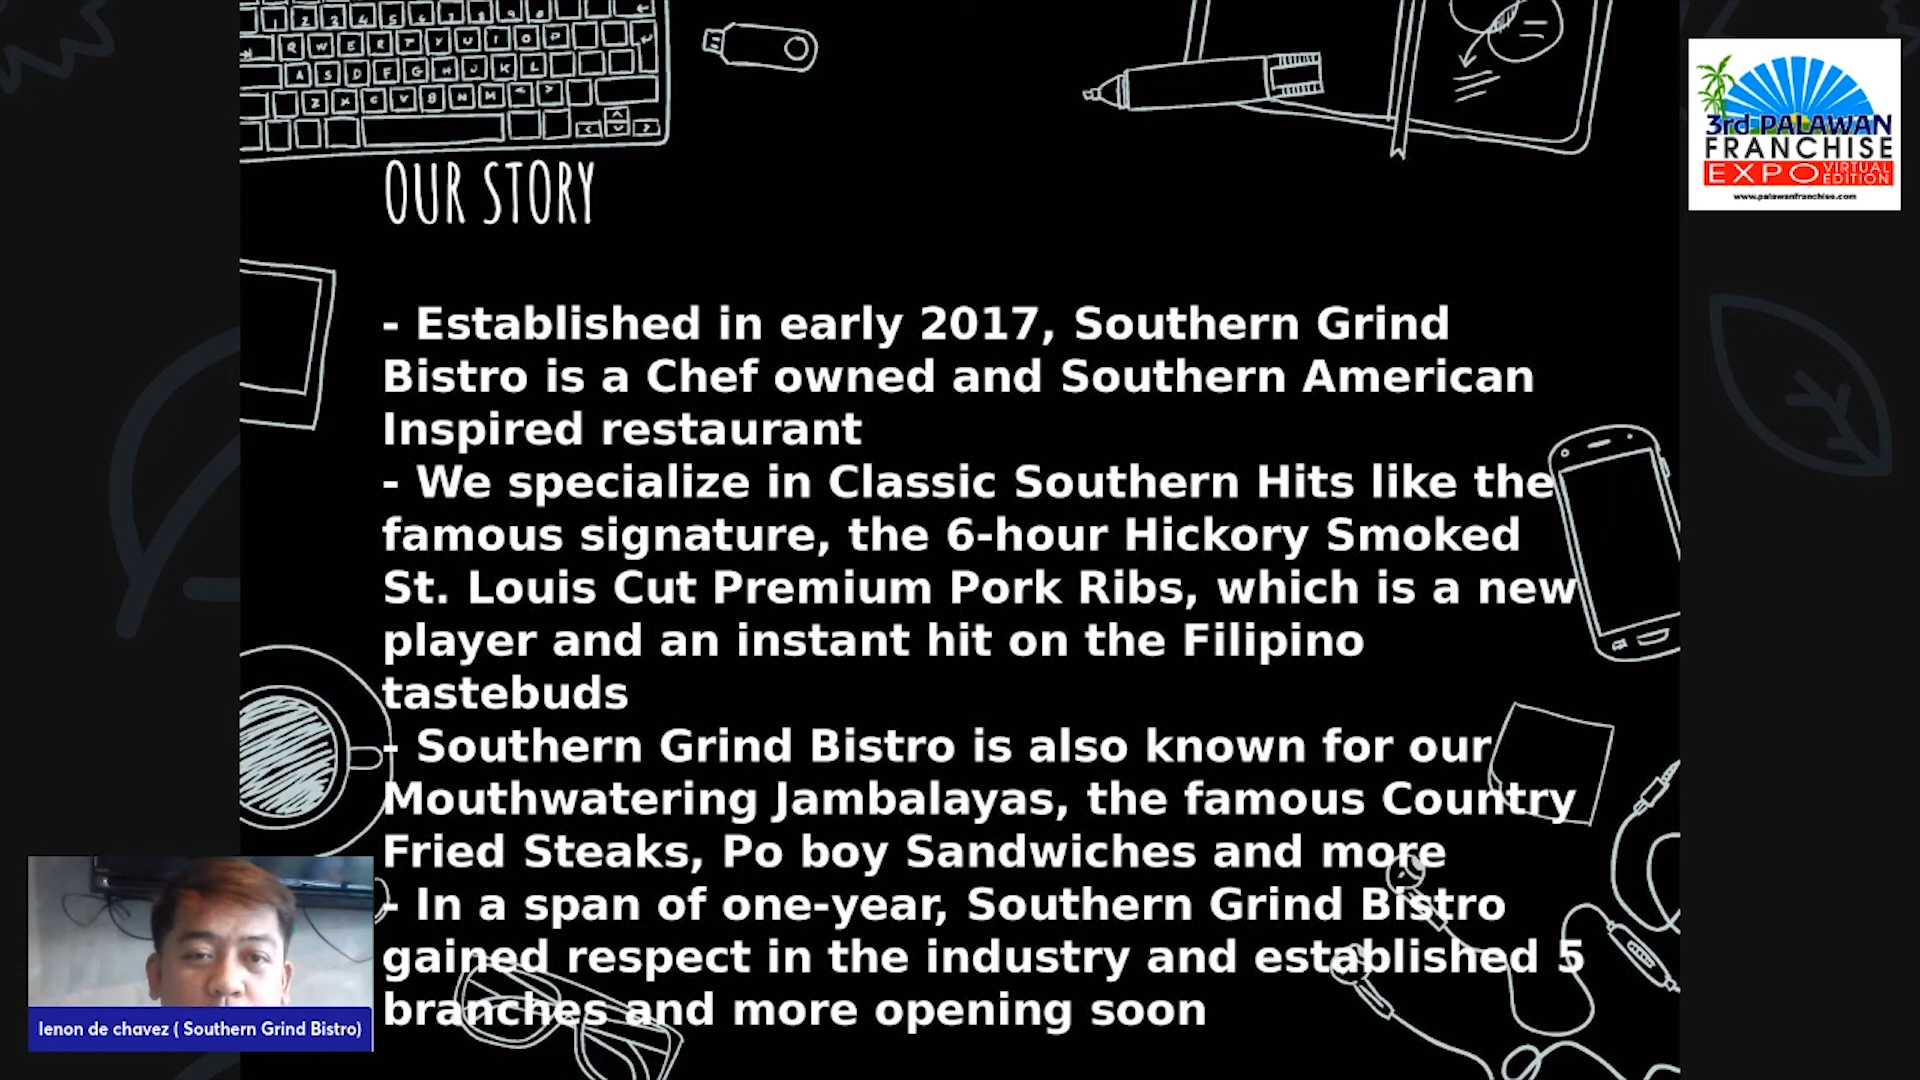 OUR STORY
- Established in early 2017, Southern Grind
Bistro is a Chef owned and Southern American
Inspired restaurant
- We specialize in Classic Southern Hits like the
famous signature, the 6-hour Hickory Smoked
St. Louis Cut Premium Pork Ribs, which is a new
player and an instant hit on the Filipino
tastebuds
- Southern Grind Bistro is also known for our
Mouthwatering Jambalayas, the famous Country
Fried Steaks, Po boy Sandwiches and more
- In a span of one-year, Southern Grind Bistro
gained respect in the industry and established 5
branches and more opening soon
3rd PALAWAN
FRANCHISE
EXPO VIRTUAL EDITION
www.palawanfranchise.com
lenon de chavez ( Southern Grind Bistro)